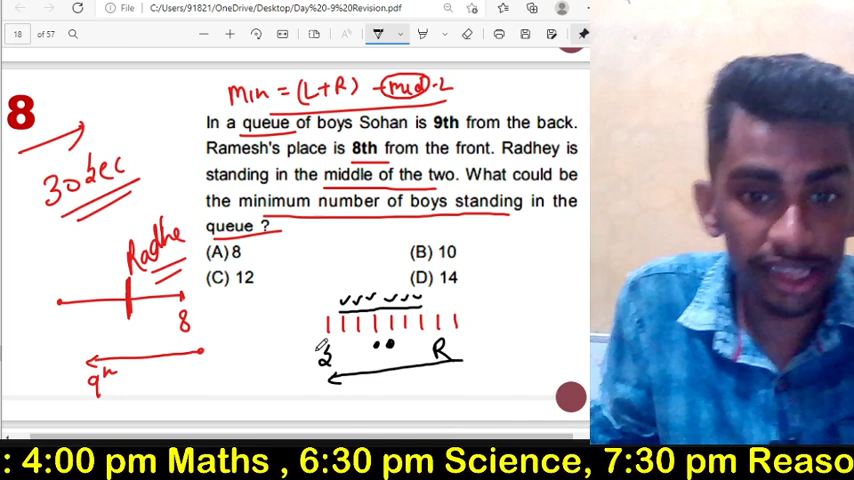 File | C:/Users/91821/OneDrive/Desktop/Day%20-9%20Revision.pdf
18 of 57
8
Min = (L+R) - mid - 2
In a queue of boys Sohan is 9th from the back.
Ramesh's place is 8th from the front. Radhey is
standing in the middle of the two. What could be
the minimum number of boys standing in the
queue ?
(A) 8 (B) 10
(C) 12 (D) 14
30 Sec
Radhe
8
9th
R
: 4:00 pm Maths , 6:30 pm Science, 7:30 pm Reaso